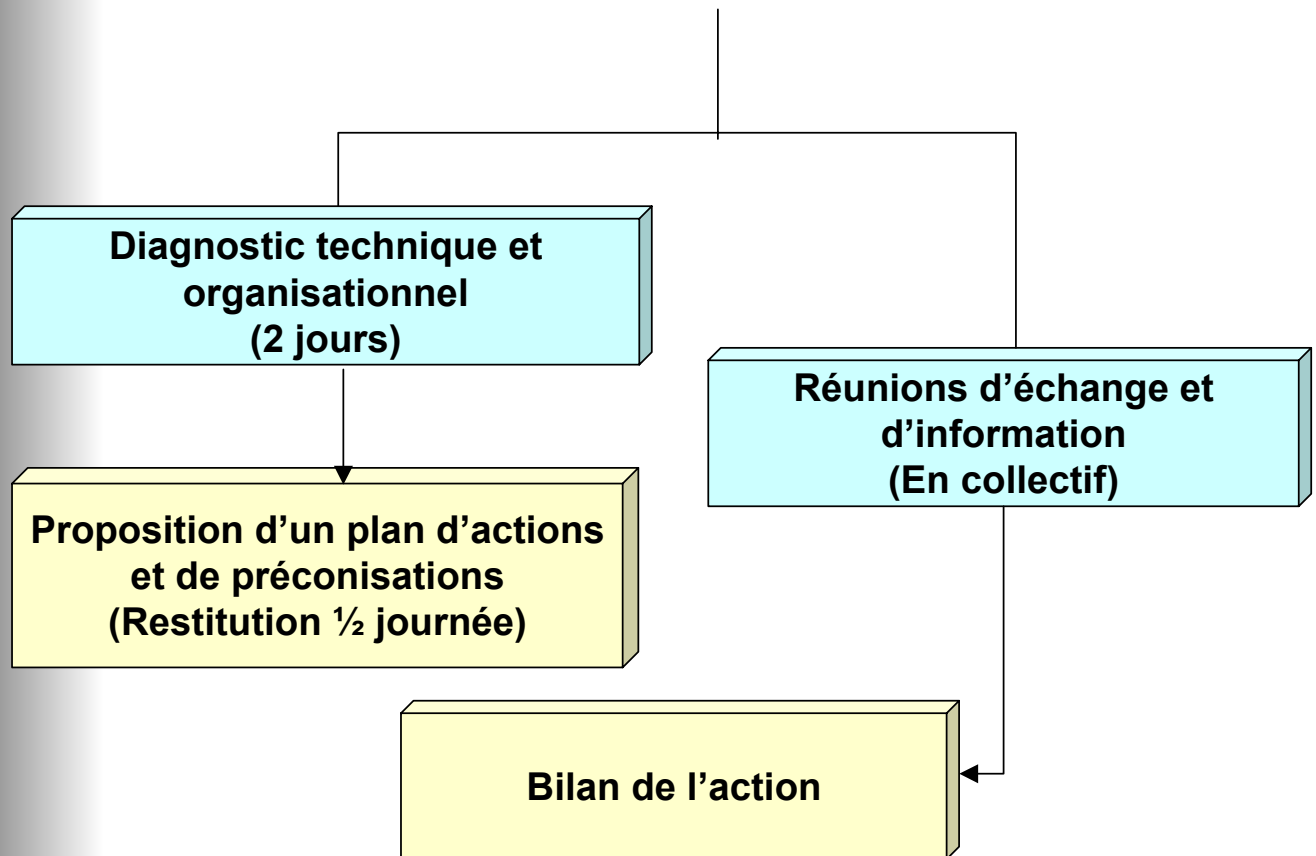 Diagnostic technique et
organisationnel
(2 jours)
Réunions d’échange et
d’information
(En collectif)
Proposition d’un plan d’actions
et de préconisations
(Restitution ½ journée)
Bilan de l’action